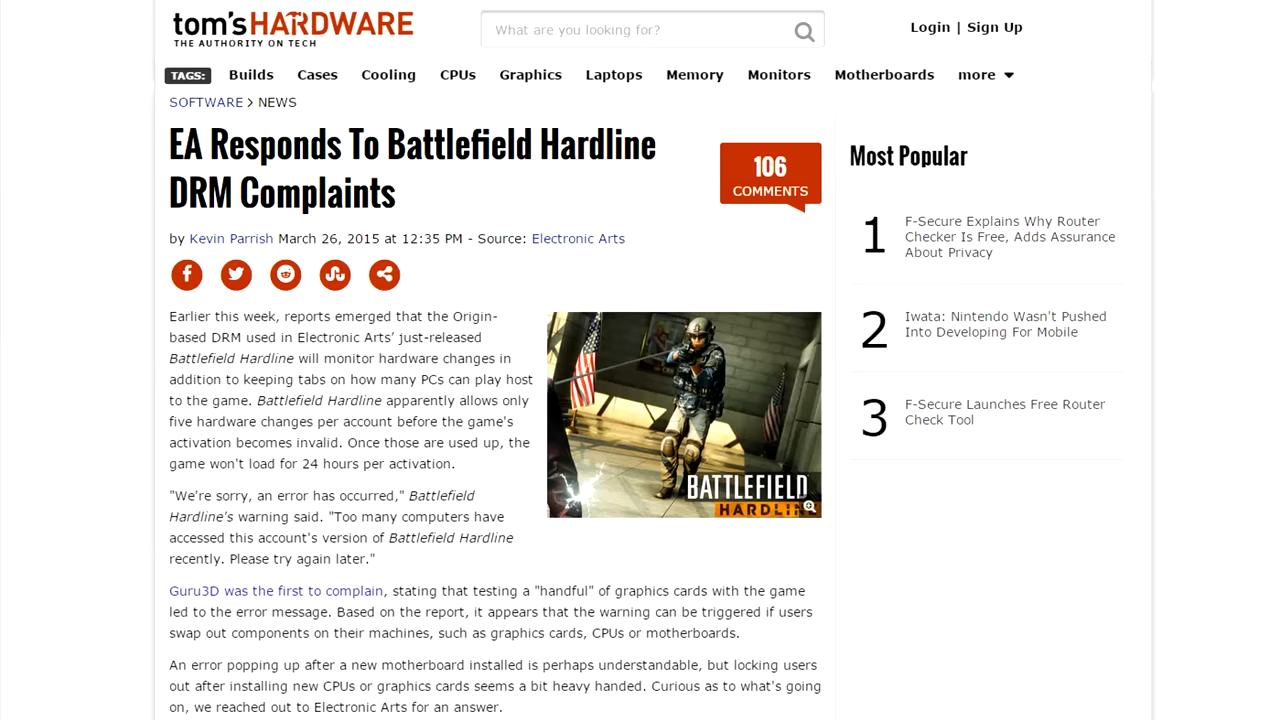 tom's HARDWARE
THE AUTHORITY ON TECH
What are you looking for?
Login | Sign Up
TAGS: Builds Cases Cooling CPUs Graphics Laptops Memory Monitors Motherboards more
SOFTWARE > NEWS
EA Responds To Battlefield Hardline
DRM Complaints
106
COMMENTS
by Kevin Parrish March 26, 2015 at 12:35 PM - Source: Electronic Arts
Earlier this week, reports emerged that the Origin-
based DRM used in Electronic Arts’ just-released
Battlefield Hardline will monitor hardware changes in
addition to keeping tabs on how many PCs can play host
to the game. Battlefield Hardline apparently allows only
five hardware changes per account before the game's
activation becomes invalid. Once those are used up, the
game won't load for 24 hours per activation.
BATTLEFIELD
HARDLINE
"We're sorry, an error has occurred," Battlefield
Hardline's warning said. "Too many computers have
accessed this account's version of Battlefield Hardline
recently. Please try again later."
Guru3D was the first to complain, stating that testing a "handful" of graphics cards with the game
led to the error message. Based on the report, it appears that the warning can be triggered if users
swap out components on their machines, such as graphics cards, CPUs or motherboards.
An error popping up after a new motherboard installed is perhaps understandable, but locking users
out after installing new CPUs or graphics cards seems a bit heavy handed. Curious as to what's going
on, we reached out to Electronic Arts for an answer.
Most Popular
1
F-Secure Explains Why Router
Checker Is Free, Adds Assurance
About Privacy
2
Iwata: Nintendo Wasn't Pushed
Into Developing For Mobile
3
F-Secure Launches Free Router
Check Tool